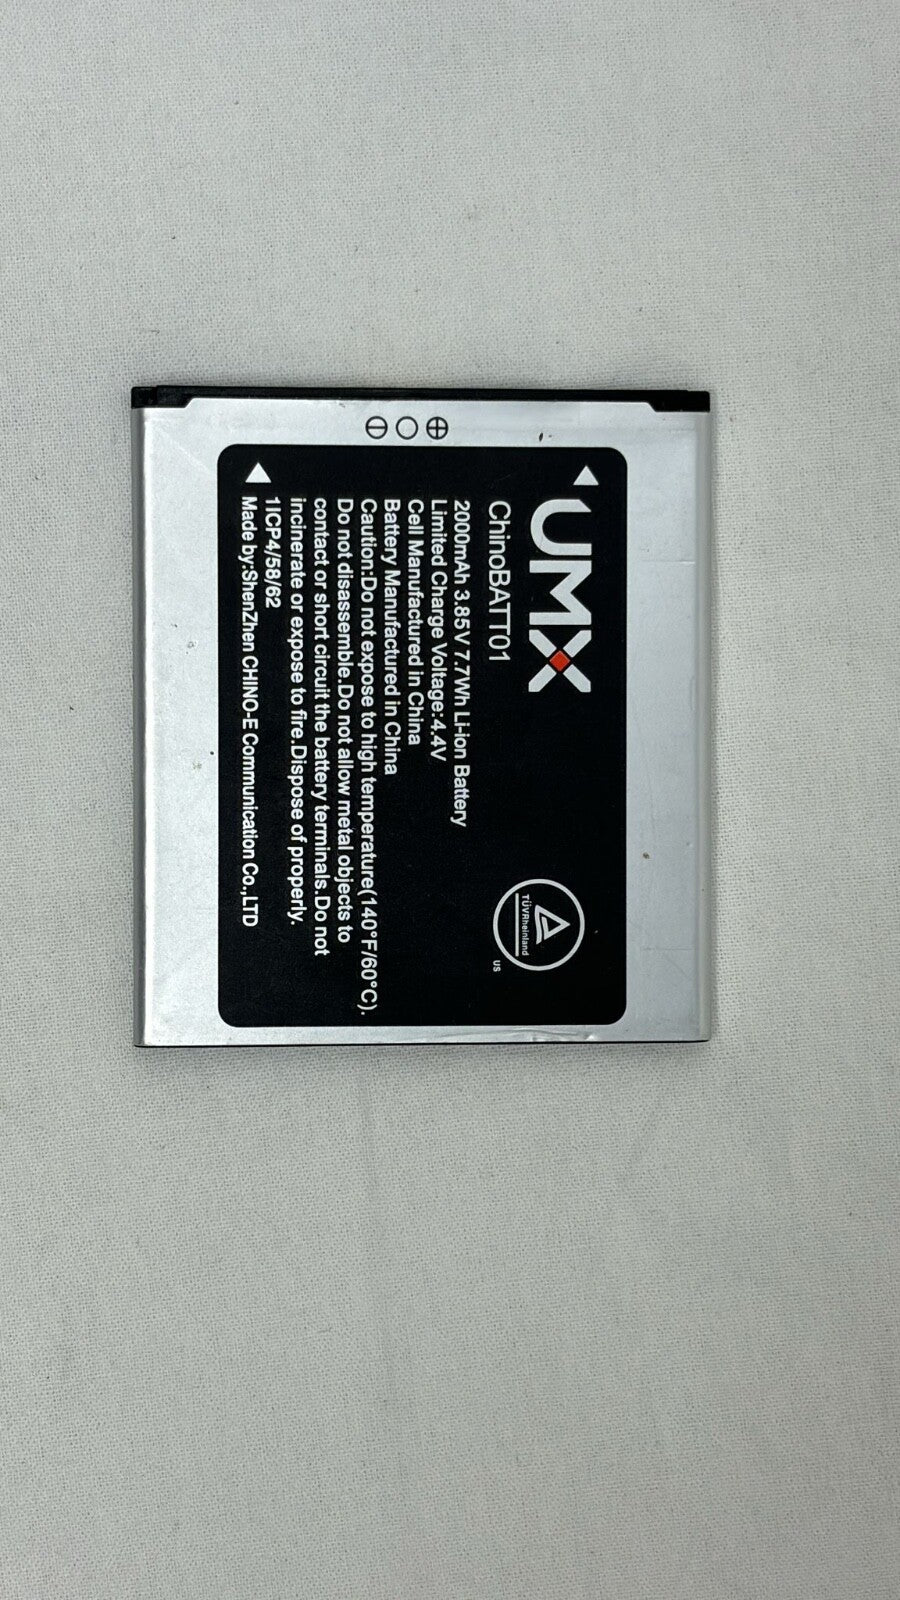 UMX
ChinoBATT01
2000mAh 3.85V 7.7Wh Li-ion Battery
Limited Charge Voltage:4.4V
Cell Manufactured in China
Battery Manufactured in China
Caution:Do not expose to high temperature(140°F/60°C).
Do not disassemble.Do not allow metal objects to
contact or short circuit the battery terminals.Do not
incinerate or expose to fire.Dispose of properly.
1ICP4/58/62
Made by:ShenZhen CHINO-E Communication Co.,LTD
TÜVRheinland
US